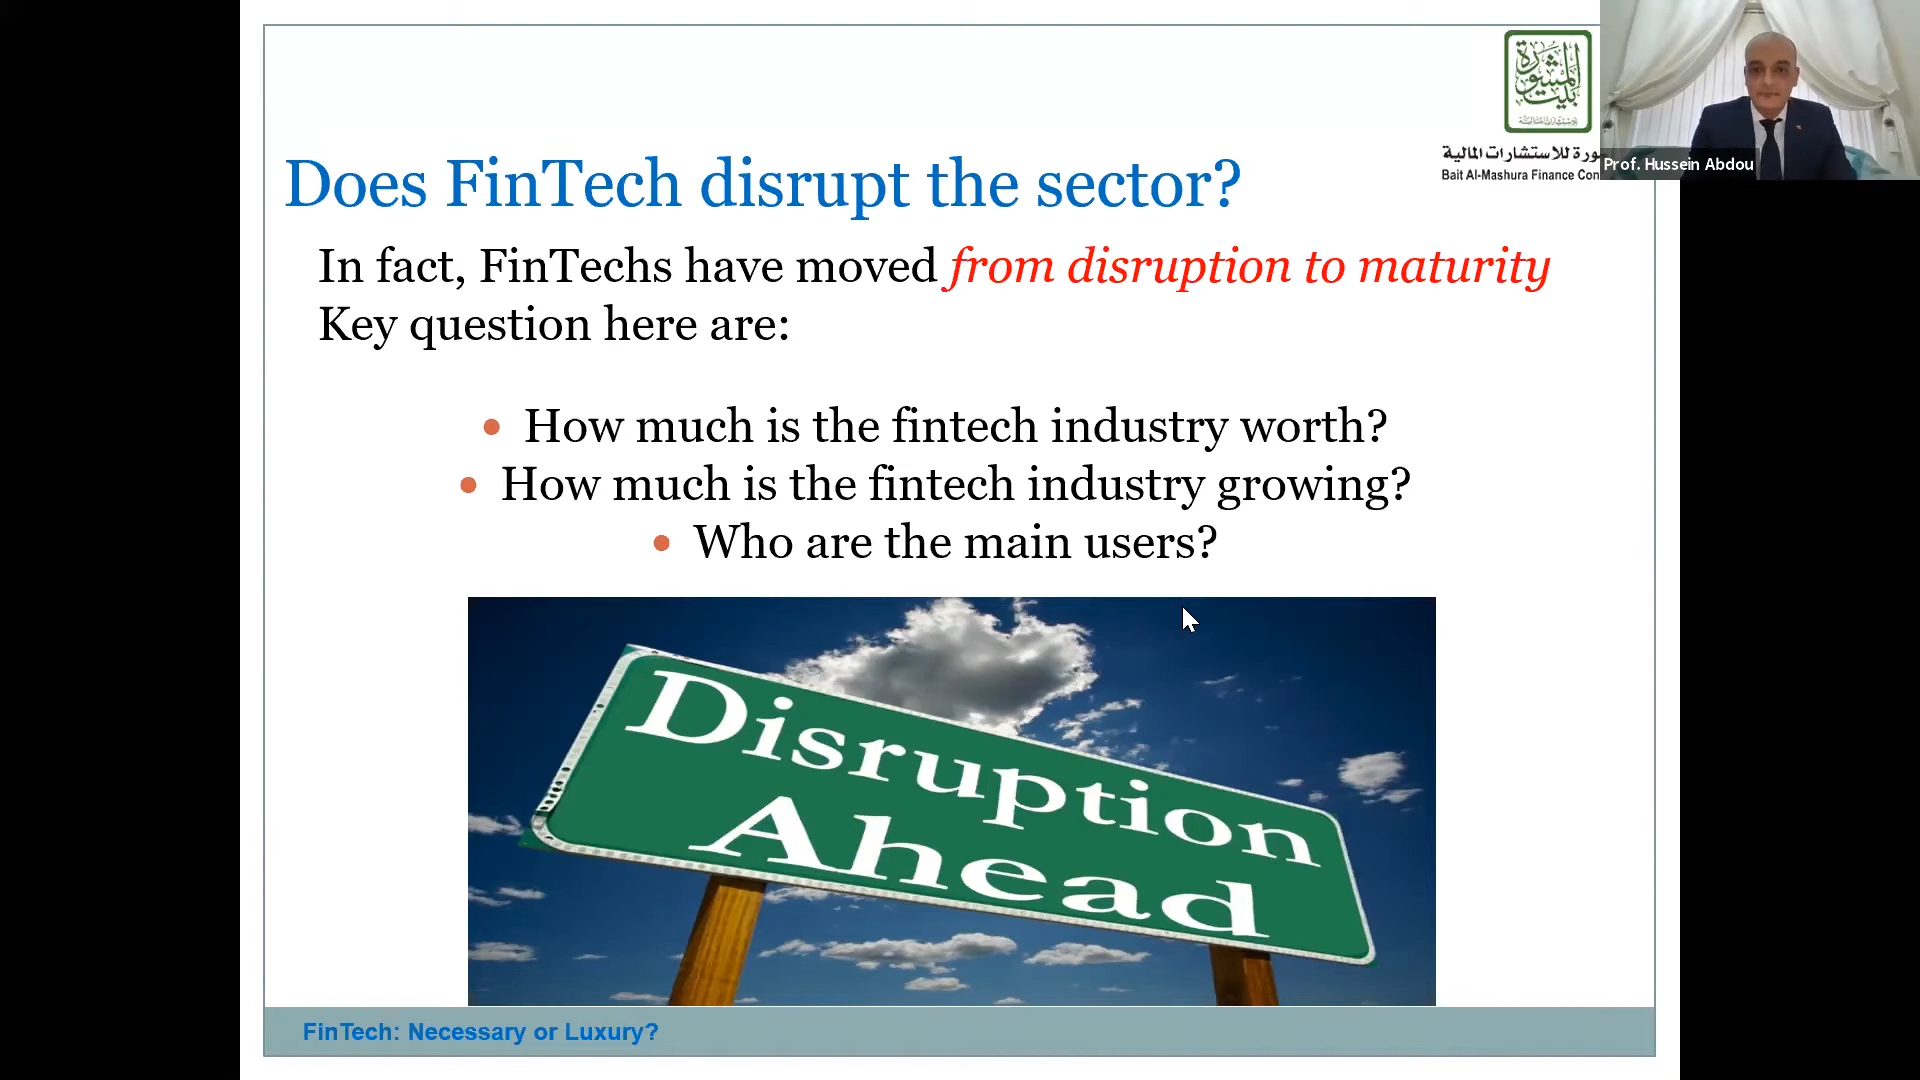 المشورة
بيت
ورة للاستشارات المالية
Bait Al-Mashura Finance Con
Prof. Hussein Abdou
Does FinTech disrupt the sector?
In fact, FinTechs have moved from disruption to maturity
Key question here are:
• How much is the fintech industry worth?
• How much is the fintech industry growing?
• Who are the main users?
Disruption
Ahead
FinTech: Necessary or Luxury?